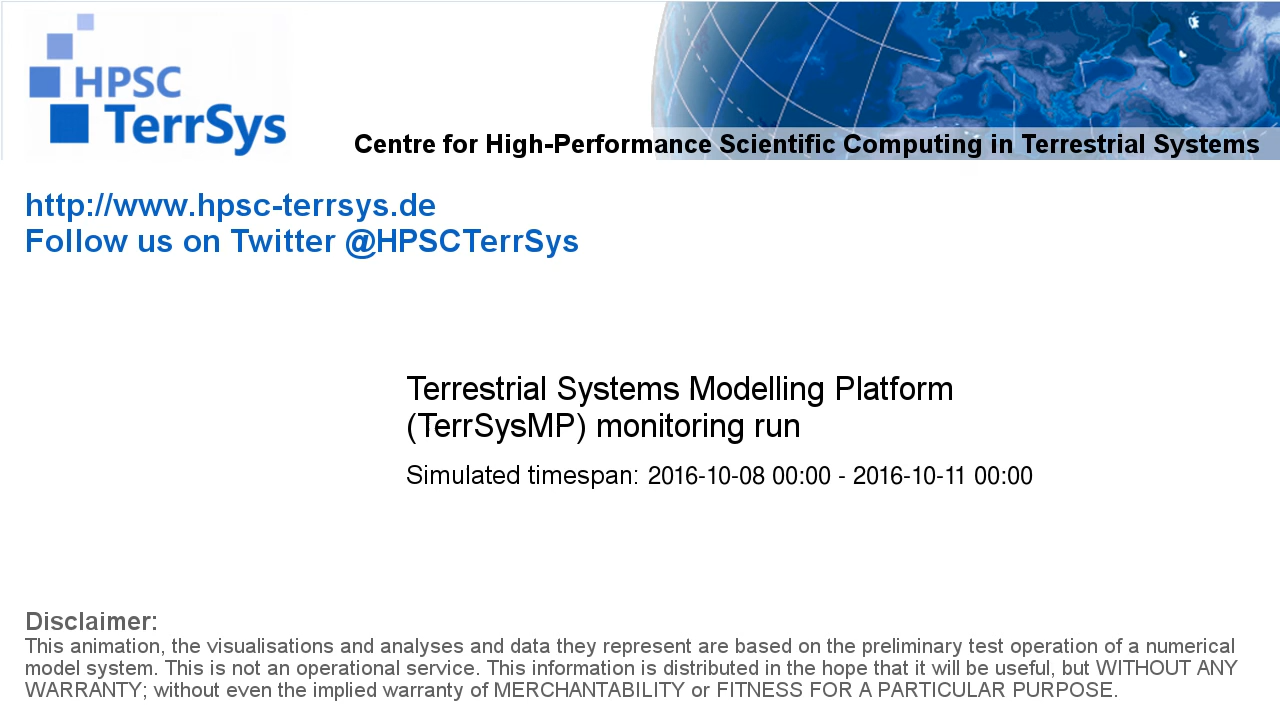 HPSC
TerrSys
Centre for High-Performance Scientific Computing in Terrestrial Systems
http://www.hpsc-terrsys.de
Follow us on Twitter @HPSCTerrSys
Terrestrial Systems Modelling Platform
(TerrSysMP) monitoring run
Simulated timespan: 2016-10-08 00:00 - 2016-10-11 00:00
Disclaimer:
This animation, the visualisations and analyses and data they represent are based on the preliminary test operation of a numerical
model system. This is not an operational service. This information is distributed in the hope that it will be useful, but WITHOUT ANY
WARRANTY; without even the implied warranty of MERCHANTABILITY or FITNESS FOR A PARTICULAR PURPOSE.